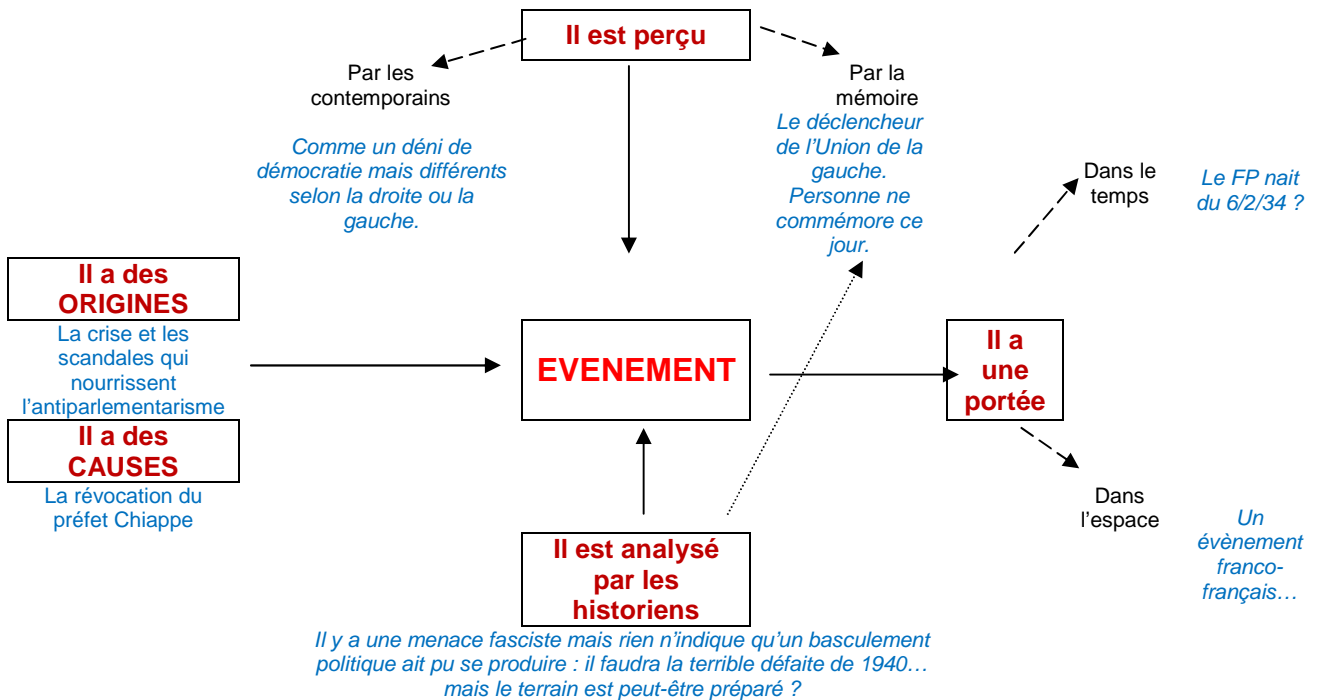 Il est perçu
Par les
contemporains
Comme un déni de
démocratie mais différents
selon la droite ou la
gauche.
Par la
mémoire
Le déclencheur
de l'Union de la
gauche.
Personne ne
commémore ce
jour.
Dans le
temps
Le FP nait
du 6/2/34 ?
Il a des
ORIGINES
La crise et les
scandales qui
nourrissent
l'antiparlementarisme
Il a des
CAUSES
La révocation du
préfet Chiappe
EVENEMENT
Il a
une
portée
Dans
l'espace
Un
évènement
franco-
français…
Il est analysé
par les
historiens
Il y a une menace fasciste mais rien n'indique qu'un basculement
politique ait pu se produire : il faudra la terrible défaite de 1940…
mais le terrain est peut-être préparé ?